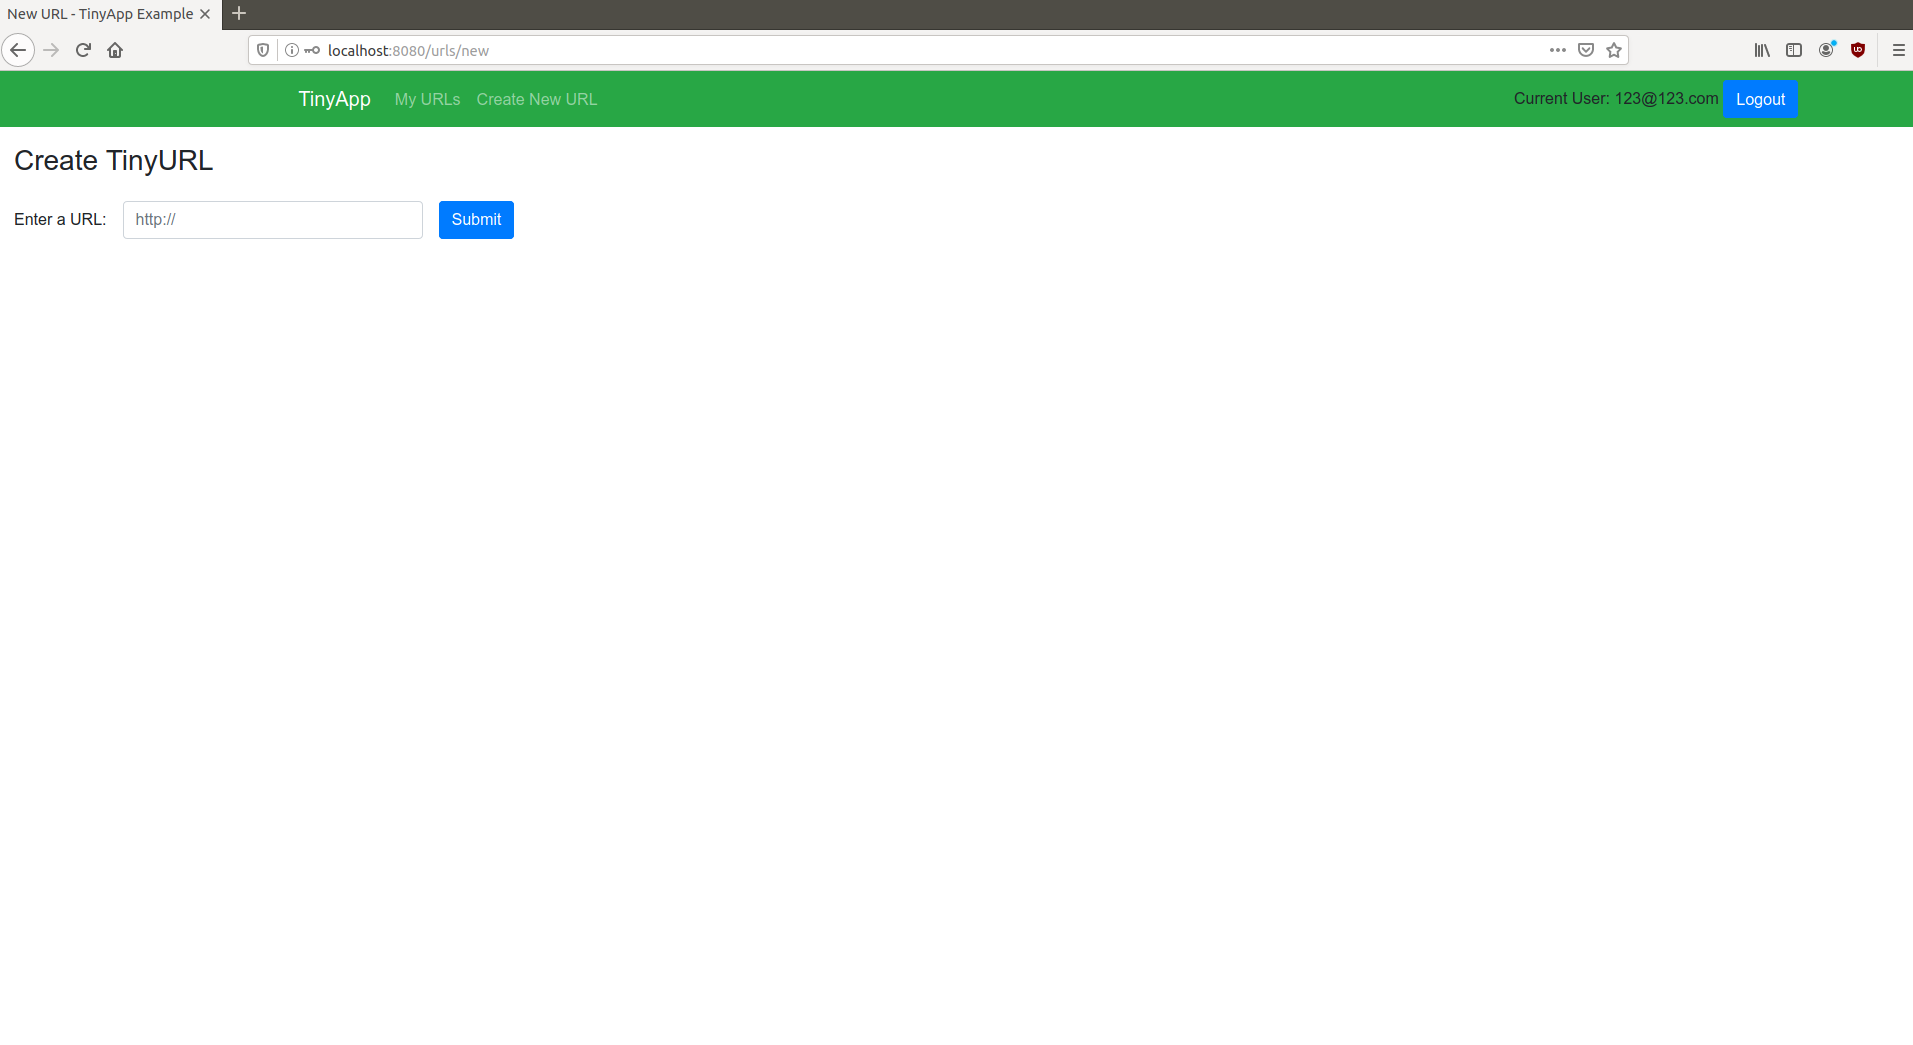 New URL - TinyApp Example
localhost:8080/urls/new
TinyApp My URLs Create New URL Current User: 123@123.com Logout
Create TinyURL
Enter a URL: http:// Submit